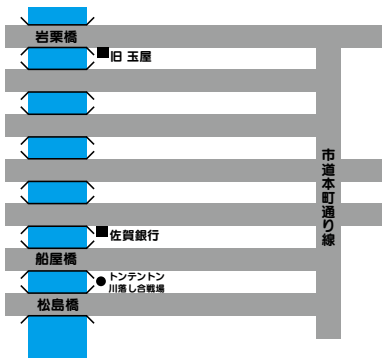 岩栗橋
旧 玉屋
市道本町通り線
佐賀銀行
船屋橋
トンテントン
川落し合戦場
松島橋